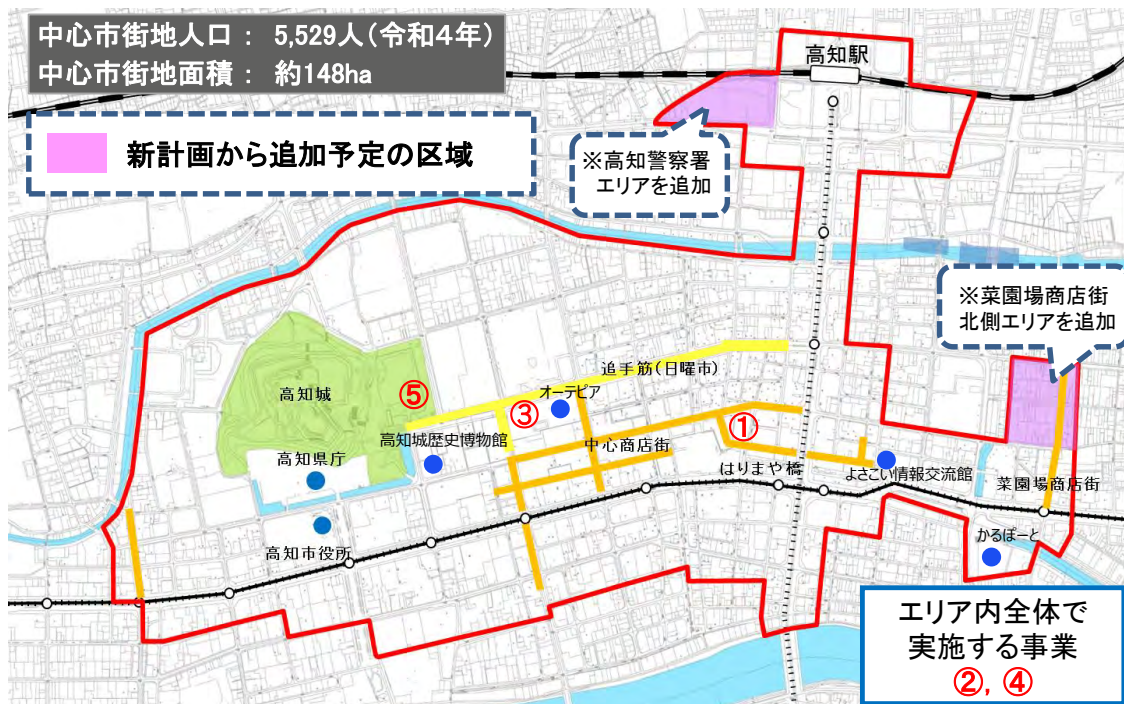 中心市街地人口： 5,529人（令和４年）
中心市街地面積： 約148ha
新計画から追加予定の区域
高知駅
※高知警察署
エリアを追加
※菜園場商店街
北側エリアを追加
追手筋（日曜市）
高知城
⑤
③
オーテピア
高知城歴史博物館
中心商店街
①
高知県庁
はりまや橋
よさこい情報交流館
菜園場商店街
高知市役所
かるぽーと
エリア内全体で
実施する事業
②，④